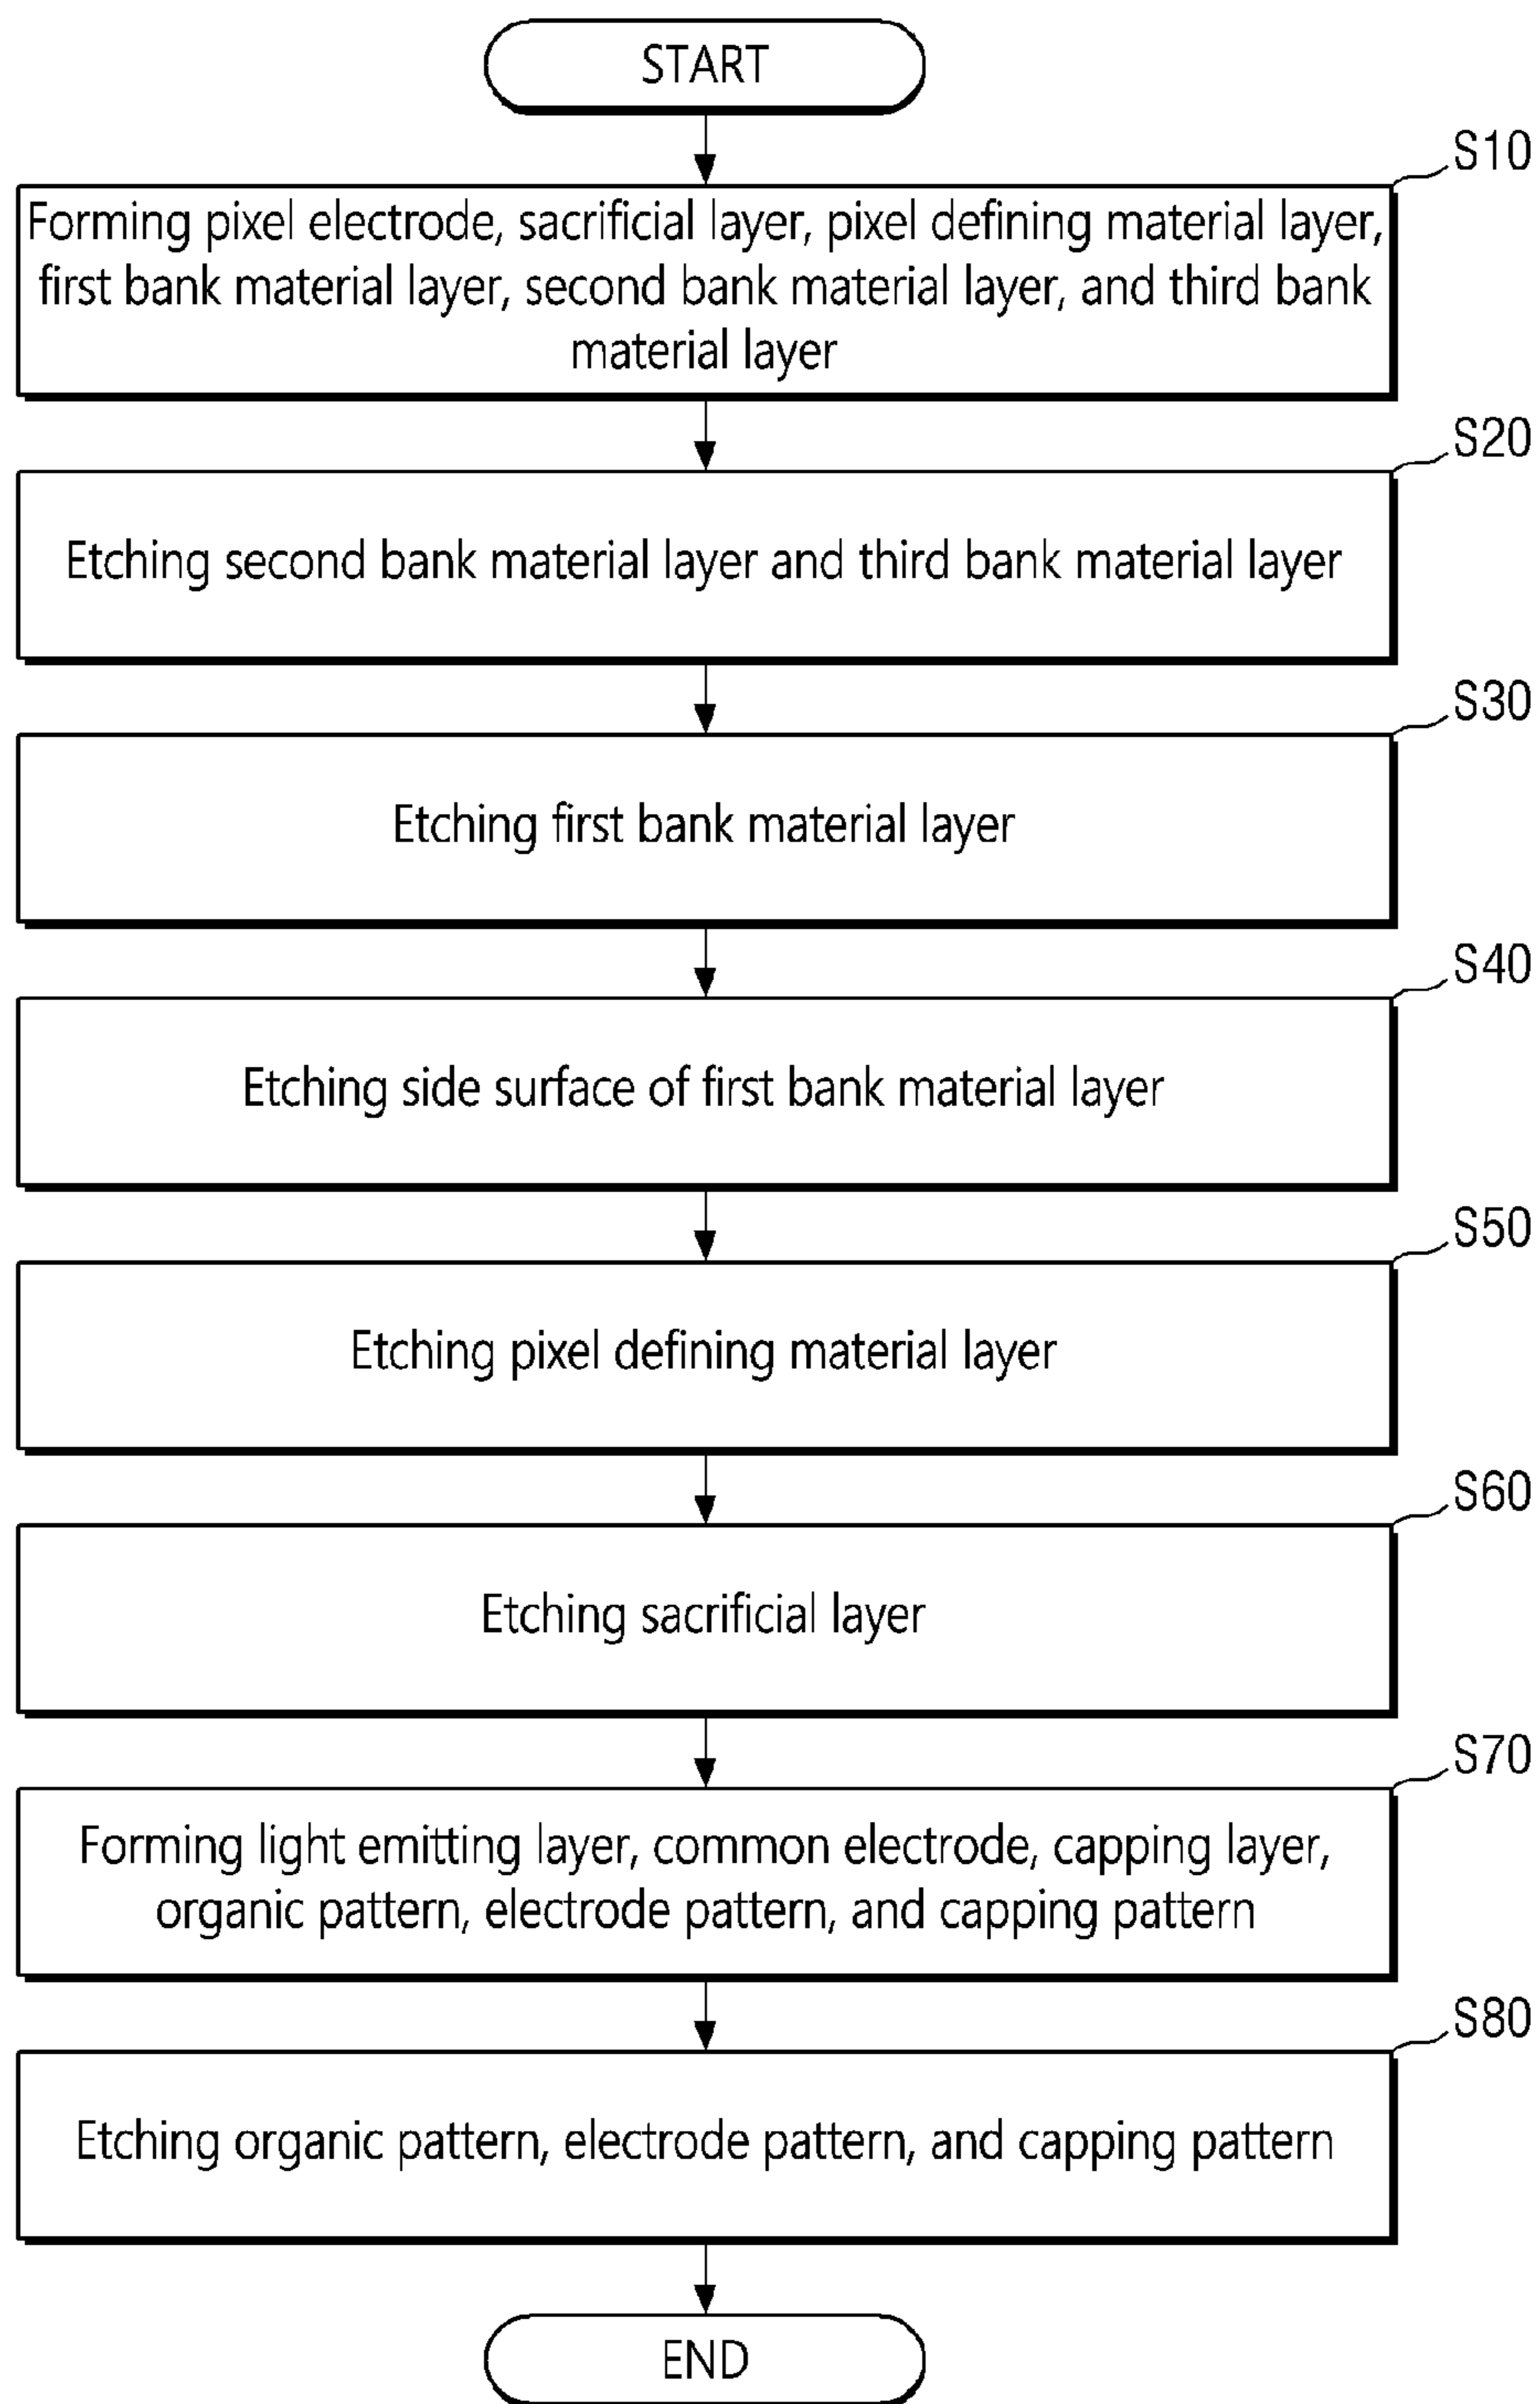 START
S10
Forming pixel electrode, sacrificial layer, pixel defining material layer,
first bank material layer, second bank material layer, and third bank
material layer
S20
Etching second bank material layer and third bank material layer
S30
Etching first bank material layer
S40
Etching side surface of first bank material layer
S50
Etching pixel defining material layer
S60
Etching sacrificial layer
S70
Forming light emitting layer, common electrode, capping layer,
organic pattern, electrode pattern, and capping pattern
S80
Etching organic pattern, electrode pattern, and capping pattern
END